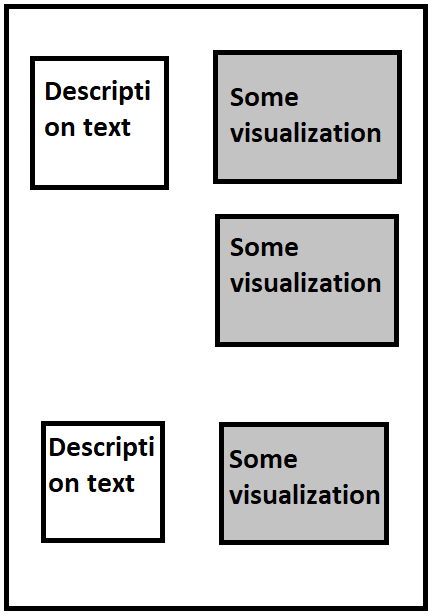 Descripti
on text
Some
visualization
Some
visualization
Descripti
on text
Some
visualization